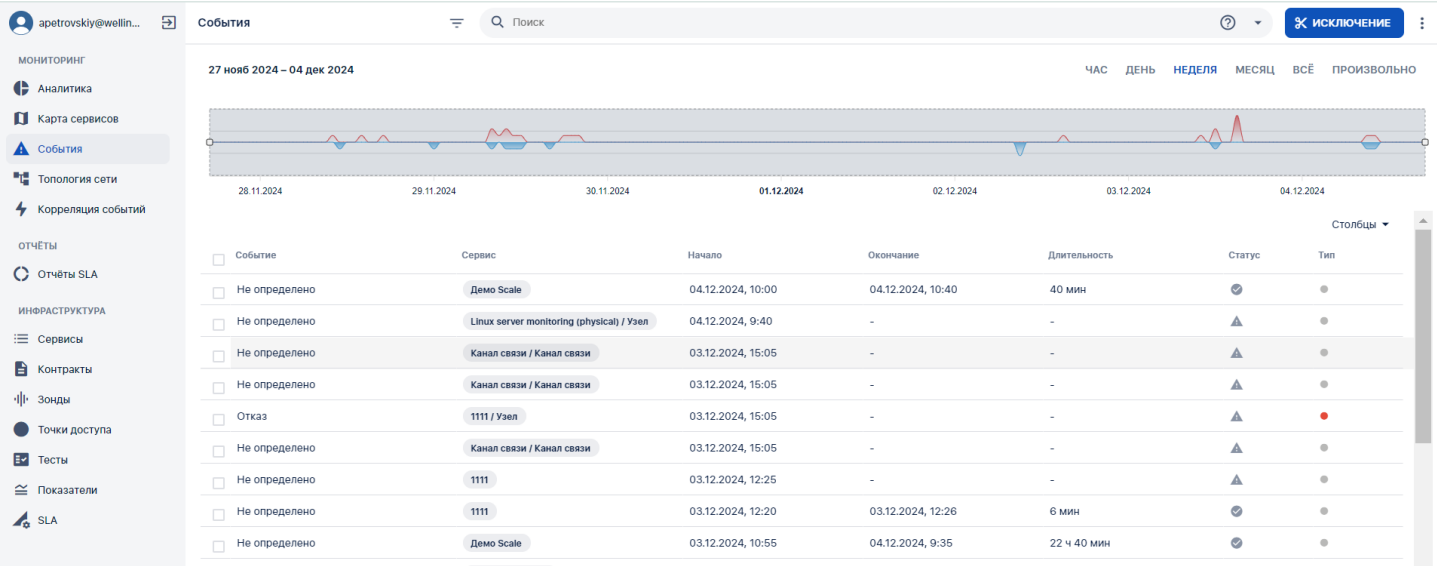 apetrovskiy@wellin...
События
Поиск
ИСКЛЮЧЕНИЕ
МОНИТОРИНГ
Аналитика
Карта сервисов
События
Топология сети
Корреляция событий
ОТЧЁТЫ
Отчёты SLA
ИНФРАСТРУКТУРА
Сервисы
Контракты
Зонды
Точки доступа
Тесты
Показатели
SLA
27 нояб 2024 – 04 дек 2024
ЧАС ДЕНЬ НЕДЕЛЯ МЕСЯЦ ВСЁ ПРОИЗВОЛЬНО
28.11.2024 29.11.2024 30.11.2024 01.12.2024 02.12.2024 03.12.2024 04.12.2024
Столбцы
Событие Сервис Начало Окончание Длительность Статус Тип
Не определено Демо Scale 04.12.2024, 10:00 04.12.2024, 10:40 40 мин
Не определено Linux server monitoring (physical) / Узел 04.12.2024, 9:40 - -
Не определено Канал связи / Канал связи 03.12.2024, 15:05 - -
Не определено Канал связи / Канал связи 03.12.2024, 15:05 - -
Отказ 1111 / Узел 03.12.2024, 15:05 - -
Не определено Канал связи / Канал связи 03.12.2024, 15:05 - -
Не определено 1111 03.12.2024, 12:25 - -
Не определено 1111 03.12.2024, 12:20 03.12.2024, 12:26 6 мин
Не определено Демо Scale 03.12.2024, 10:55 04.12.2024, 9:35 22 ч 40 мин